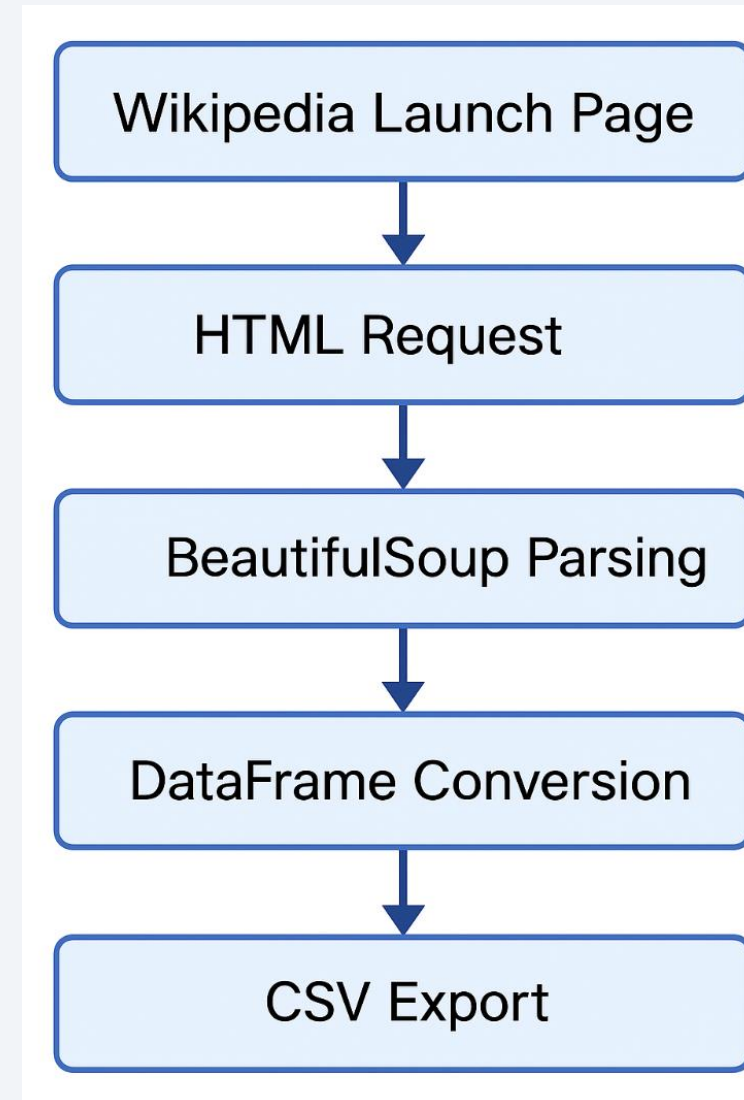 Wikipedia Launch Page
HTML Request
BeautifulSoup Parsing
DataFrame Conversion
CSV Export